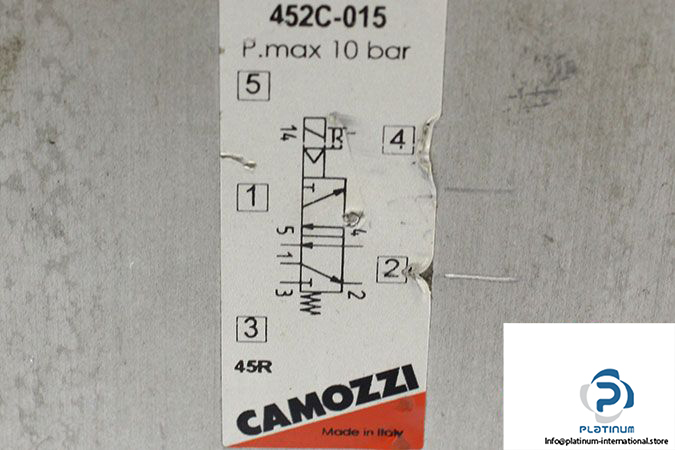 452C-015
P.max 10 bar
5
14
4
1
5
4
1
2
3
2
3
45R
CAMOZZI
Made in Italy
PLATINUM
Info@platinum-international.store